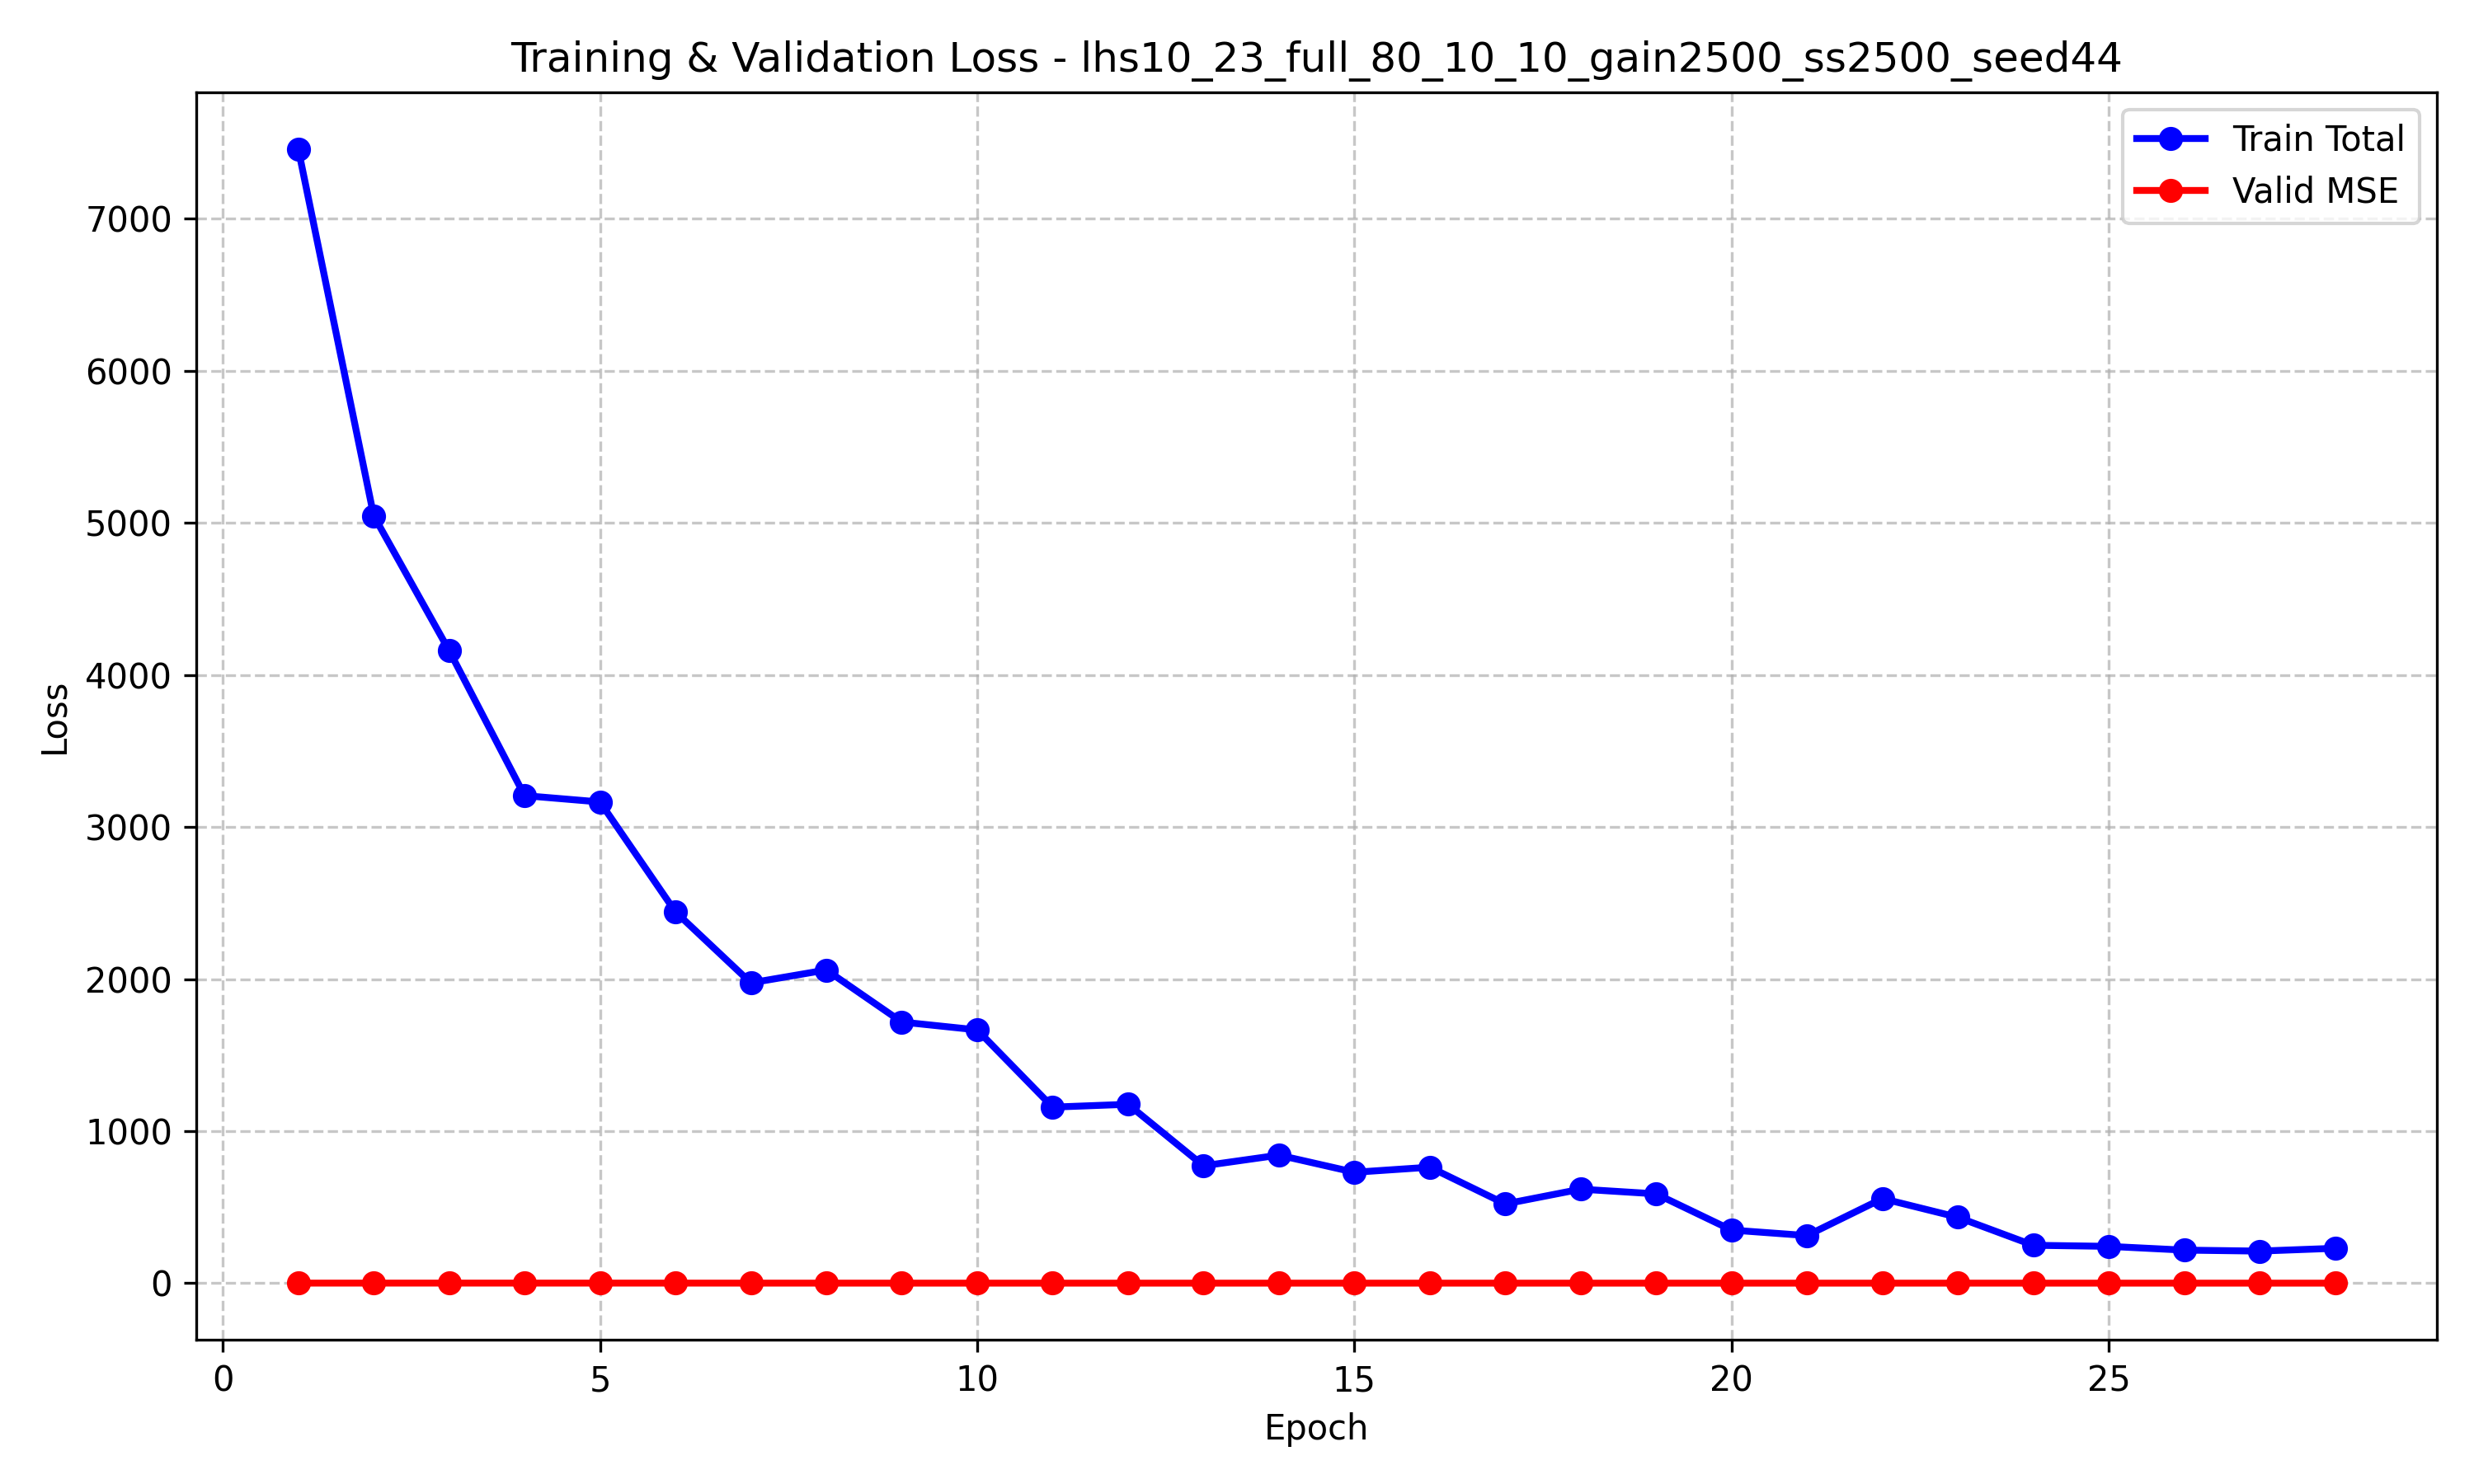 Training & Validation Loss - lhs10_23_full_80_10_10_gain2500_ss2500_seed44
Train Total
Valid MSE
7000
6000
5000
4000
3000
2000
1000
0
Loss
0 5 10 15 20 25
Epoch